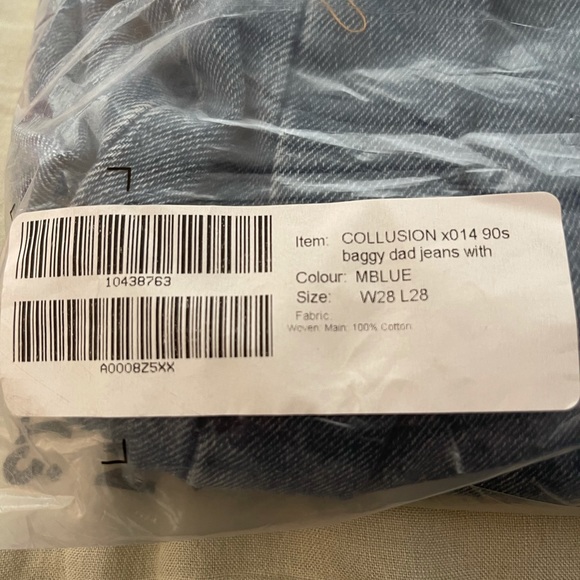 10438763
A0008Z5XX
Item: COLLUSION x014 90s
baggy dad jeans with
Colour: MBLUE
Size: W28 L28
Fabric:
Woven: Main: 100% Cotton